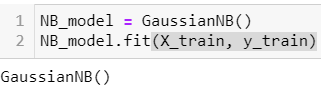 1 NB_model = GaussianNB()
2 NB_model.fit(X_train, y_train)
GaussianNB()